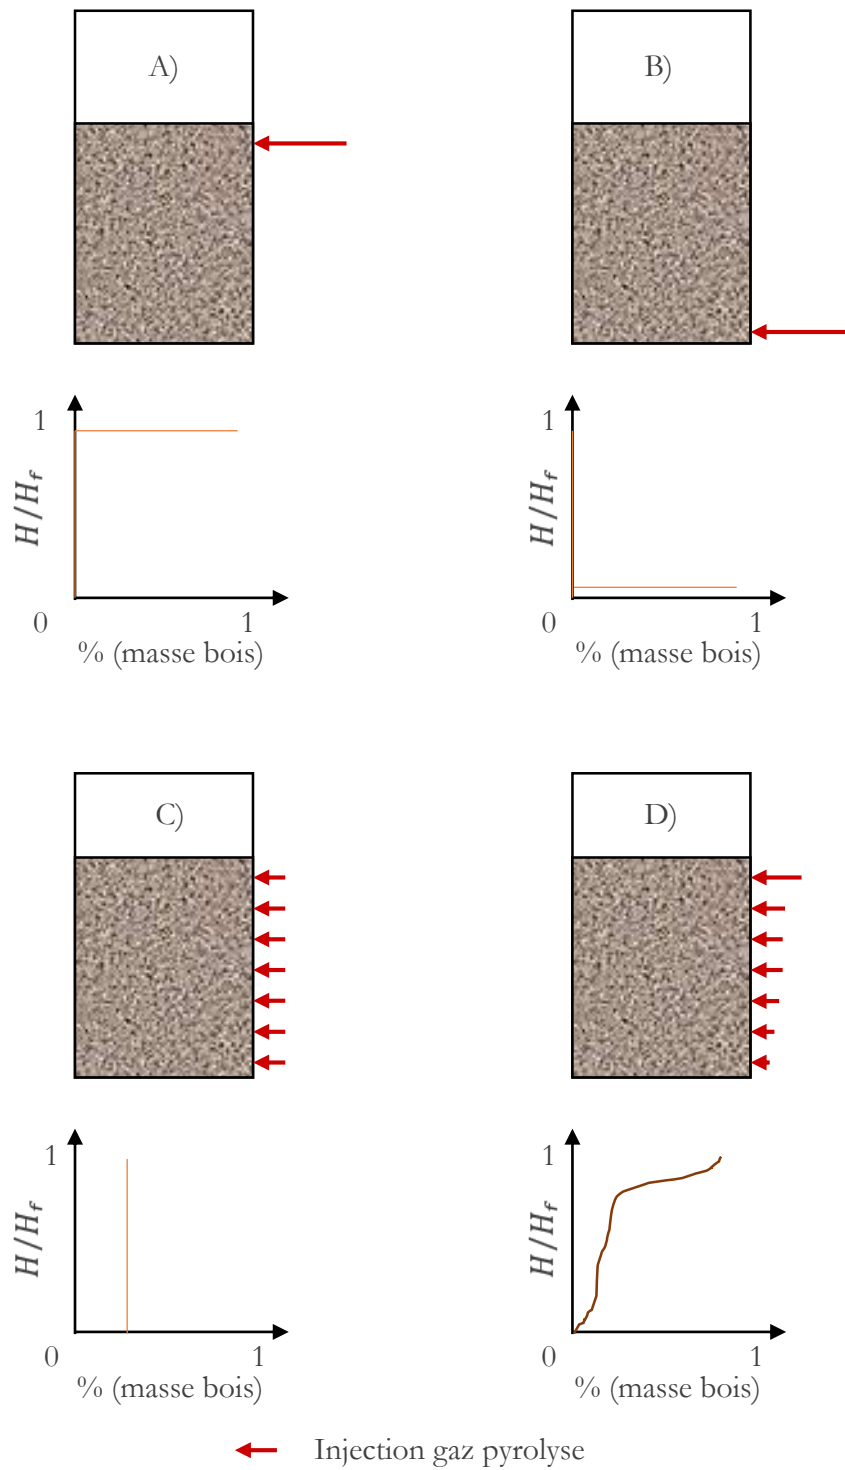 A)
B)
1
H/H_f
0
1
% (masse bois)
1
H/H_f
0
1
% (masse bois)
C)
D)
1
H/H_f
0
1
% (masse bois)
1
H/H_f
0
1
% (masse bois)
Injection gaz pyrolyse